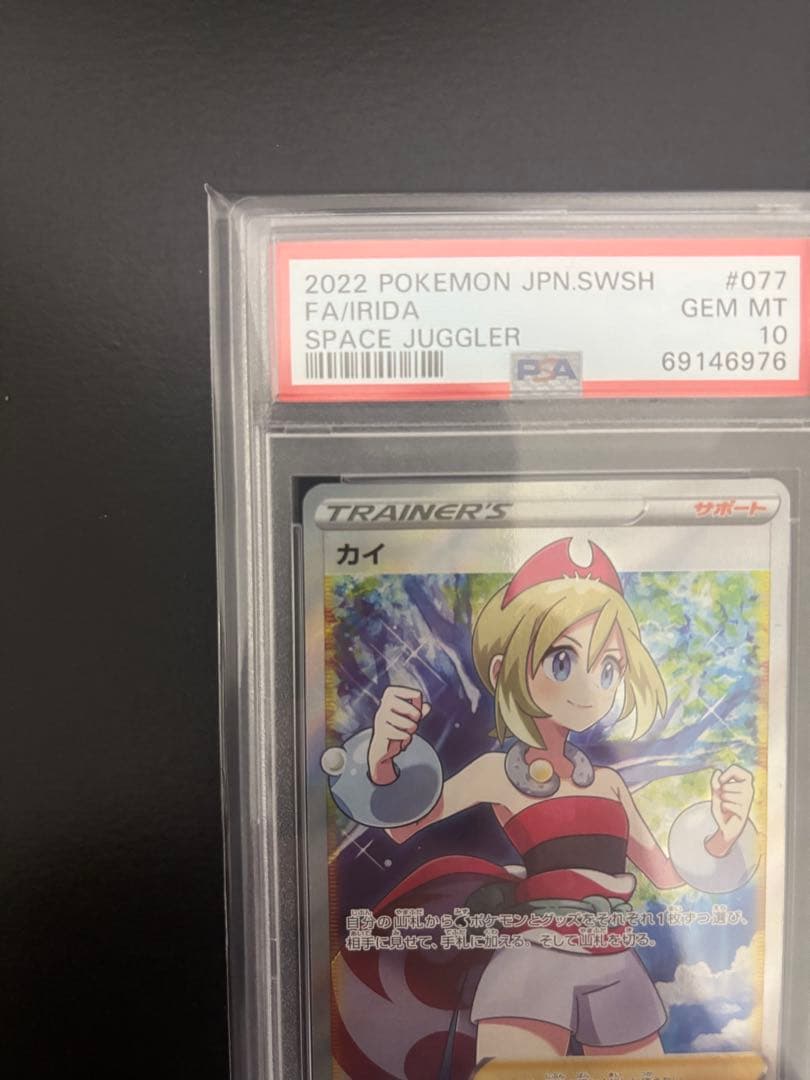 2022 POKEMON JPN.SWSH #077
FA/IRIDA GEM MT
SPACE JUGGLER 10
PSA 69146976
TRAINER'S サポート
カイ
自分の山札から ポケモンとグッズをそれぞれ1枚ずつ選び、
相手に見せて、手札に加える。そして山札を切る。